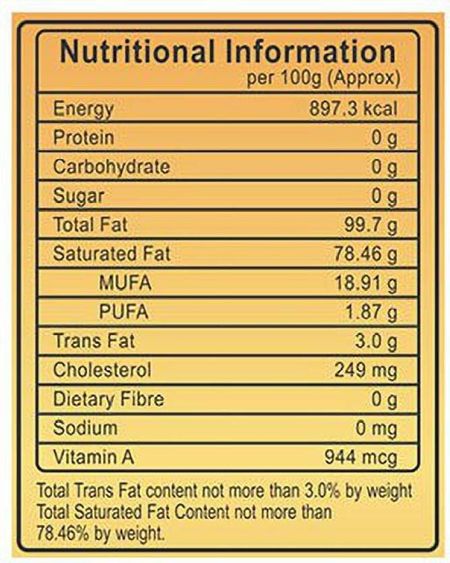 Nutritional Information
per 100g (Approx)
Energy 897.3 kcal
Protein 0 g
Carbohydrate 0 g
Sugar 0 g
Total Fat 99.7 g
Saturated Fat 78.46 g
MUFA 18.91 g
PUFA 1.87 g
Trans Fat 3.0 g
Cholesterol 249 mg
Dietary Fibre 0 g
Sodium 0 mg
Vitamin A 944 mcg
Total Trans Fat content not more than 3.0% by weight
Total Saturated Fat Content not more than
78.46% by weight.